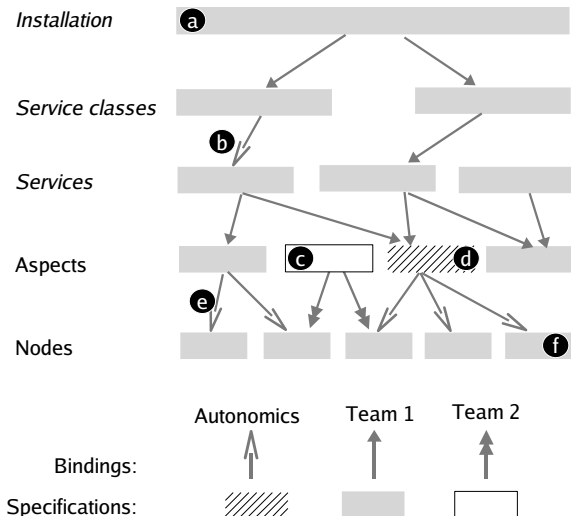 Installation a
Service classes
b
Services
Aspects c d
e
Nodes f
Autonomics Team 1 Team 2
Bindings:
Specifications: